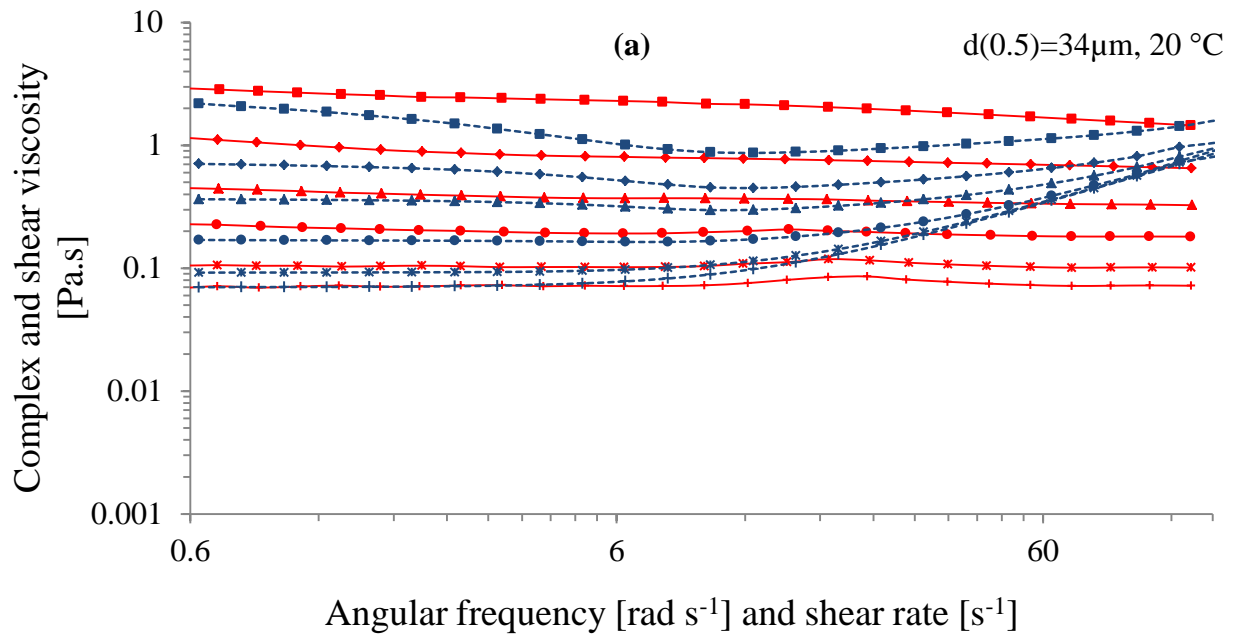 (a)
d(0.5)=34μm, 20 °C
Complex and shear viscosity
[Pa.s]
10
1
0.1
0.01
0.001
0.6
6
60
Angular frequency [rad s-1] and shear rate [s-1]